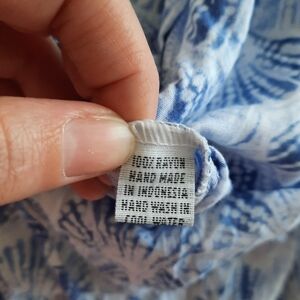 100% RAYON
HAND MADE
IN INDONESIA
HAND WASH IN
COOL WATER